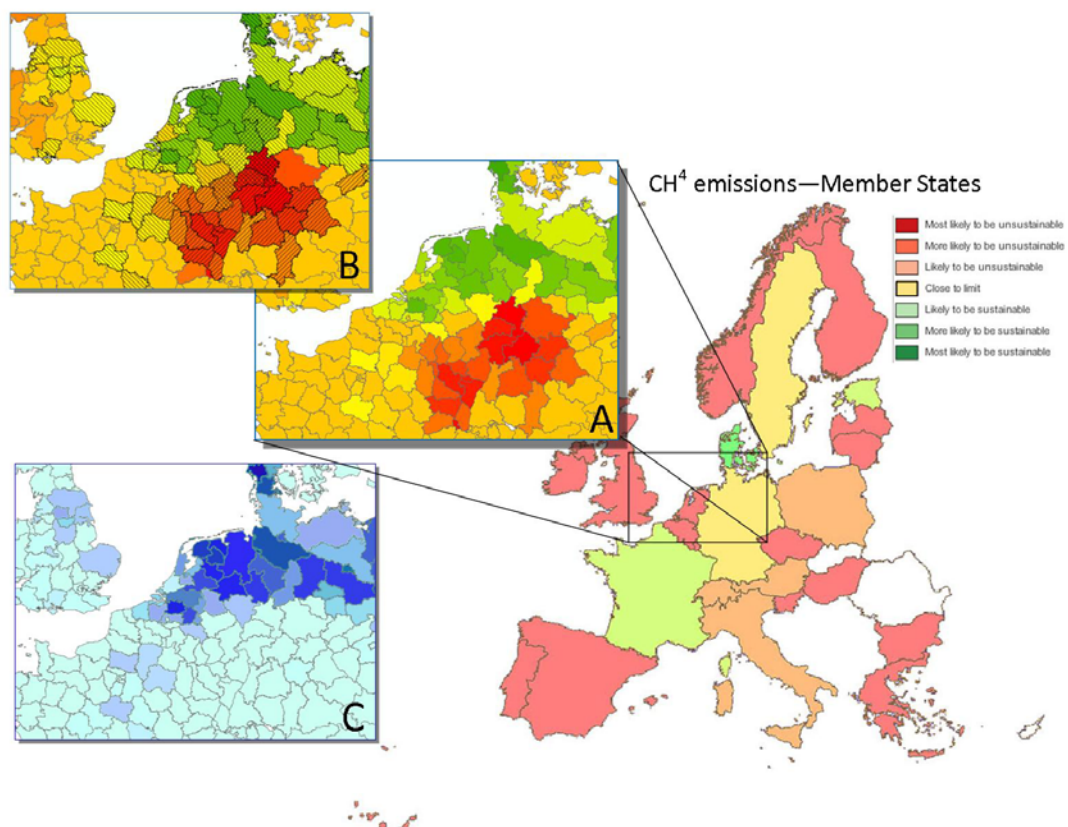 B
CH⁴ emissions—Member States
Most likely to be unsustainable
More likely to be unsustainable
Likely to be unsustainable
Close to limit
Likely to be sustainable
More likely to be sustainable
Most likely to be sustainable
A
C